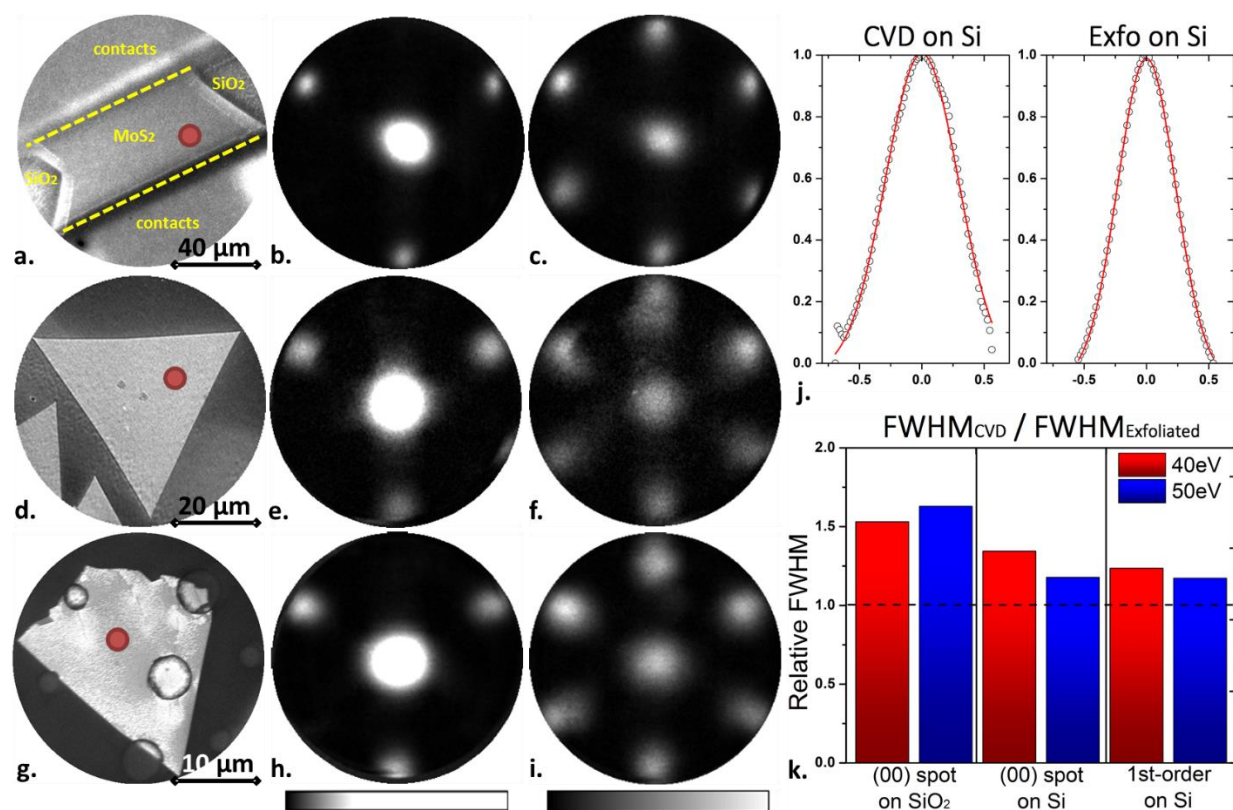 contacts
SiO2
MoS2
SiO2
contacts
a.
40 µm
b.
c.
d.
20 µm
e.
f.
g.
10 µm
h.
i.
CVD on Si
Exfo on Si
1.0
0.8
0.6
0.4
0.2
0.0
-0.5
0.0
0.5
1.0
0.8
0.6
0.4
0.2
0.0
-0.5
0.0
0.5
j.
FWHMCVD / FWHMExfoliated
2.0
1.5
1.0
0.5
0.0
Relative FWHM
40eV
50eV
k.
(00) spot
on SiO2
(00) spot
on Si
1st-order
on Si